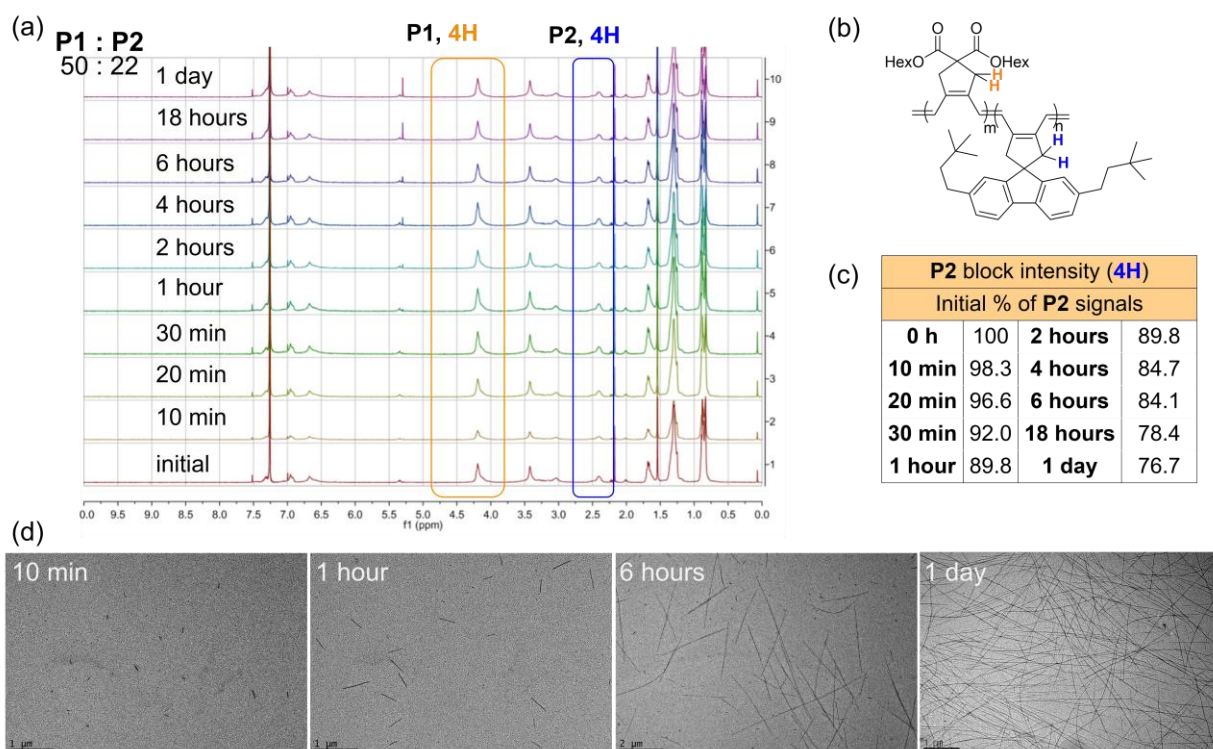 (a)
P1 : P2
50 : 22
P1, 4H
P2, 4H
1 day
18 hours
6 hours
4 hours
2 hours
1 hour
30 min
20 min
10 min
initial
10
9
8
7
6
5
4
3
2
1
9.0 9.5 8.5 8.0 7.5 7.0 6.5 6.0 5.5 5.0 4.5 4.0 3.5 3.0 2.5 2.0 1.5 1.0 0.5 0.0
f1 (ppm)
(b)
O O
HexO OHex
H
H
m n
H
H
(c)
P2 block intensity (4H)
Initial % of P2 signals
0 h 100 2 hours 89.8
10 min 98.3 4 hours 84.7
20 min 96.6 6 hours 84.1
30 min 92.0 18 hours 78.4
1 hour 89.8 1 day 76.7
(d)
10 min
1 hour
6 hours
1 day
1 µm
1 µm
2 µm
1 µm